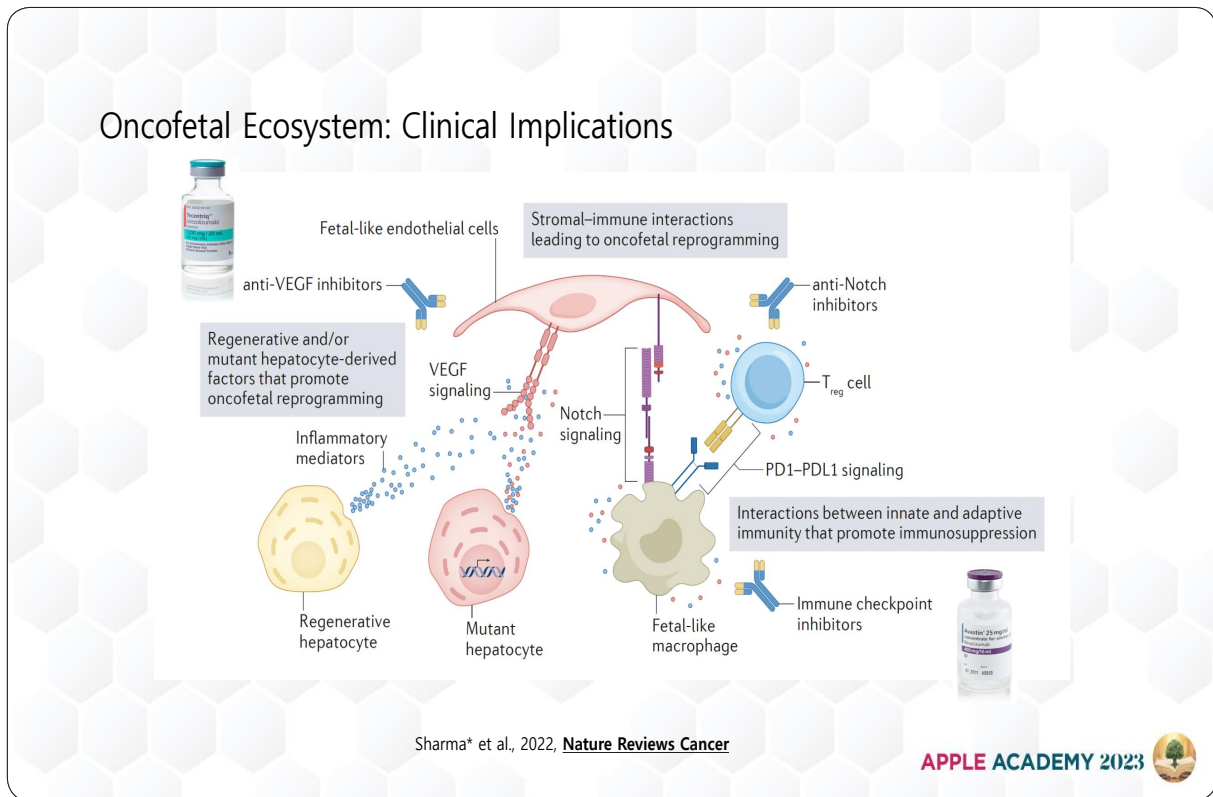 Oncofetal Ecosystem: Clinical Implications
Tecentriq
Fetal-like endothelial cells
Stromal–immune interactions
leading to oncofetal reprogramming
anti-VEGF inhibitors
anti-Notch
inhibitors
Regenerative and/or
mutant hepatocyte-derived
factors that promote
oncofetal reprogramming
VEGF
signaling
Treg cell
Notch
signaling
Inflammatory
mediators
PD1–PDL1 signaling
Interactions between innate and adaptive
immunity that promote immunosuppression
Regenerative
hepatocyte
Mutant
hepatocyte
Fetal-like
macrophage
Immune checkpoint
inhibitors
Avastin® 25 mg/ml
concentrate for solution
bevacizumab
Sharma* et al., 2022, Nature Reviews Cancer
APPLE ACADEMY 2023